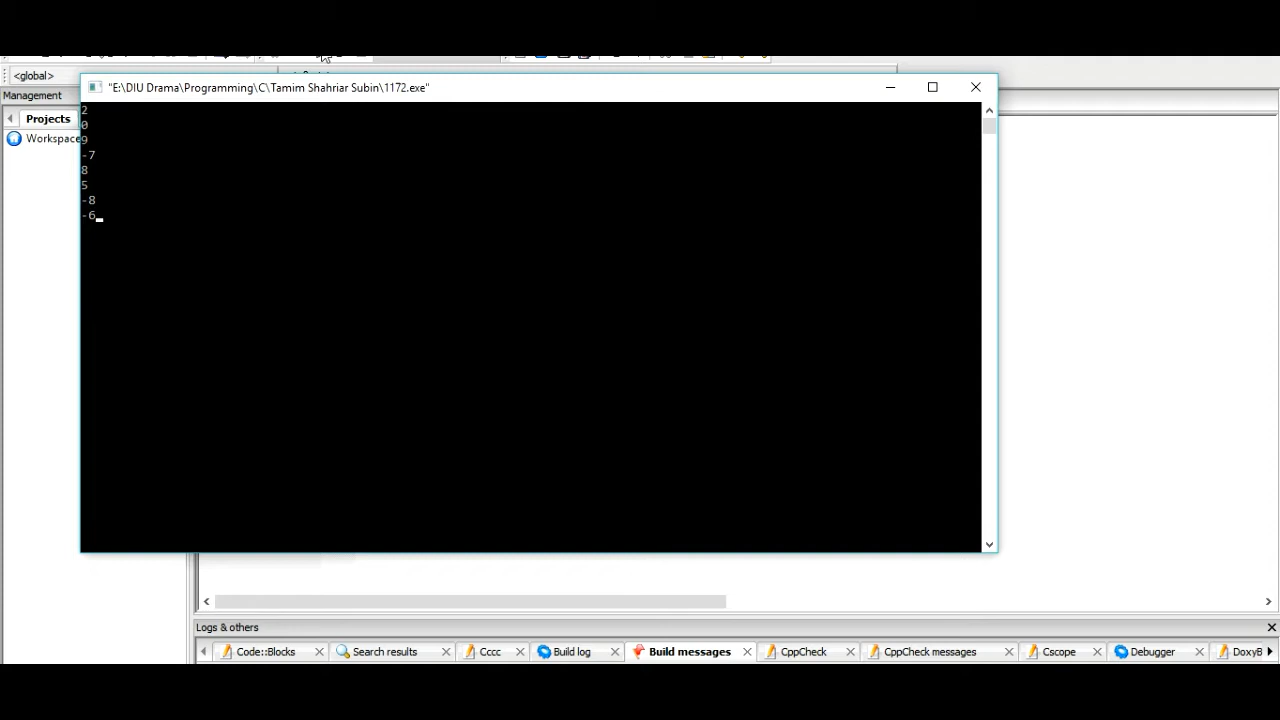 <global>
Management
Projects
Workspace
"E:\DIU Drama\Programming\C\Tamim Shahriar Subin\1172.exe"
2
0
9
-7
8
5
-8
-6
Logs & others
Code::Blocks
Search results
Cccc
Build log
Build messages
CppCheck
CppCheck messages
Cscope
Debugger
DoxyB